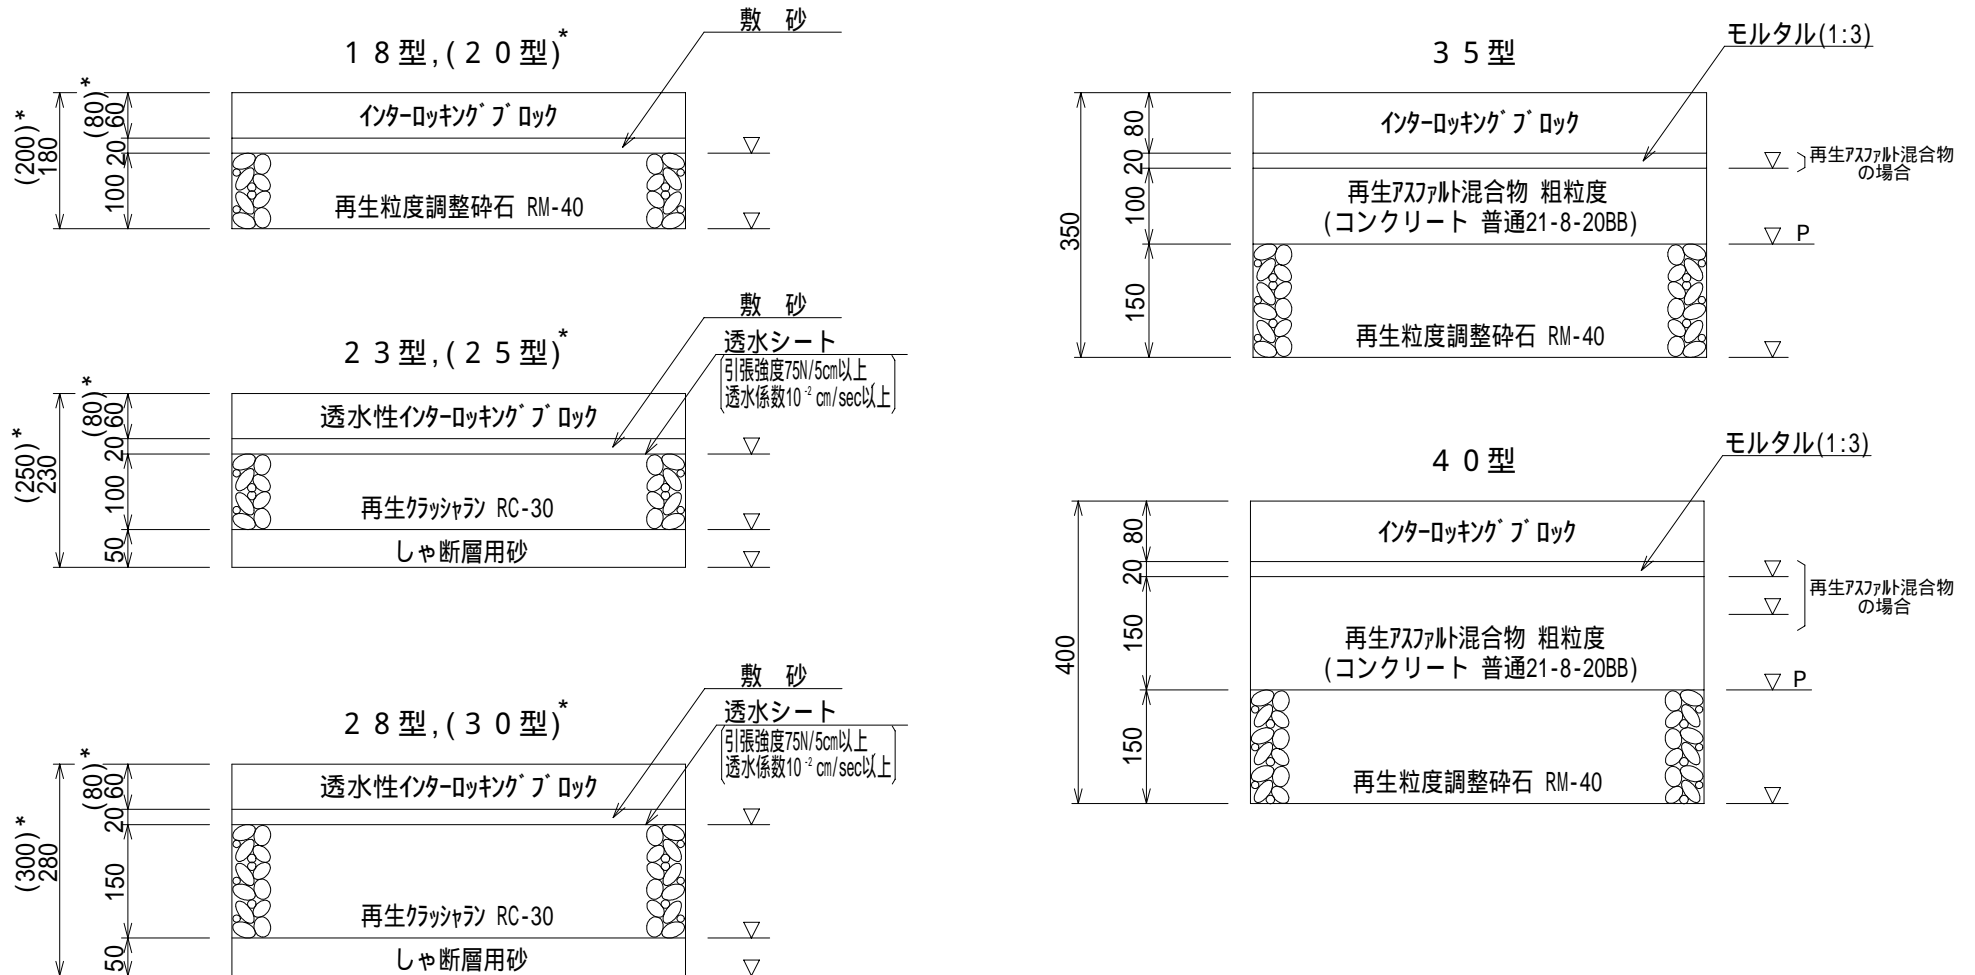 18型,(20型)*
敷　砂
(200)*
180
(80)*
60
20
100
インターロッキングブロック
再生粒度調整砕石 RM-40
▽
▽
23型,(25型)*
敷　砂
透水シート
引張強度75N/5cm以上
透水係数10⁻²cm/sec以上
(250)*
230
(80)*
60
20
100
50
透水性インターロッキングブロック
再生クラッシャラン RC-30
しゃ断層用砂
▽
▽
▽
28型,(30型)*
敷　砂
透水シート
引張強度75N/5cm以上
透水係数10⁻²cm/sec以上
(300)*
280
(80)*
60
20
150
50
透水性インターロッキングブロック
再生クラッシャラン RC-30
しゃ断層用砂
▽
▽
▽
35型
モルタル(1:3)
350
80
20
100
150
インターロッキングブロック
再生アスファルト混合物 粗粒度
(コンクリート 普通21-8-20BB)
再生粒度調整砕石 RM-40
▽
再生アスファルト混合物
の場合
▽ P
▽
40型
モルタル(1:3)
400
80
20
150
150
インターロッキングブロック
再生アスファルト混合物 粗粒度
(コンクリート 普通21-8-20BB)
再生粒度調整砕石 RM-40
▽
▽
再生アスファルト混合物
の場合
▽ P
▽